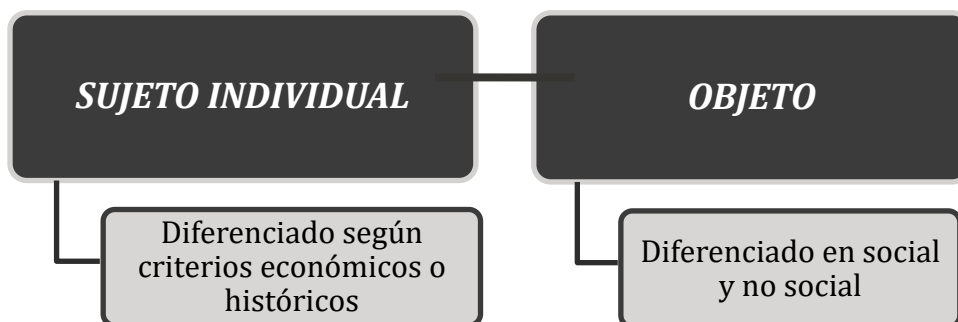 SUJETO INDIVIDUAL
OBJETO
Diferenciado según
criterios económicos o
históricos
Diferenciado en social
y no social